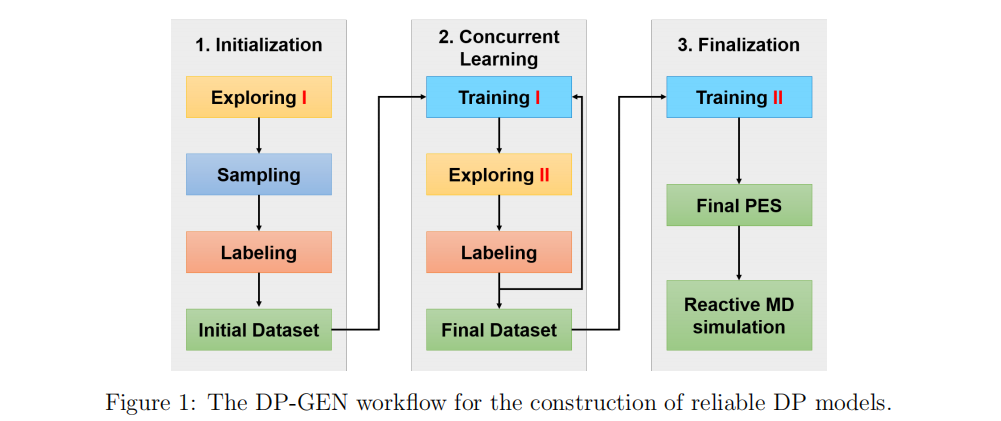 1. Initialization
Exploring I
Sampling
Labeling
Initial Dataset
2. Concurrent
Learning
Training I
Exploring II
Labeling
Final Dataset
3. Finalization
Training II
Final PES
Reactive MD
simulation
Figure 1: The DP-GEN workflow for the construction of reliable DP models.